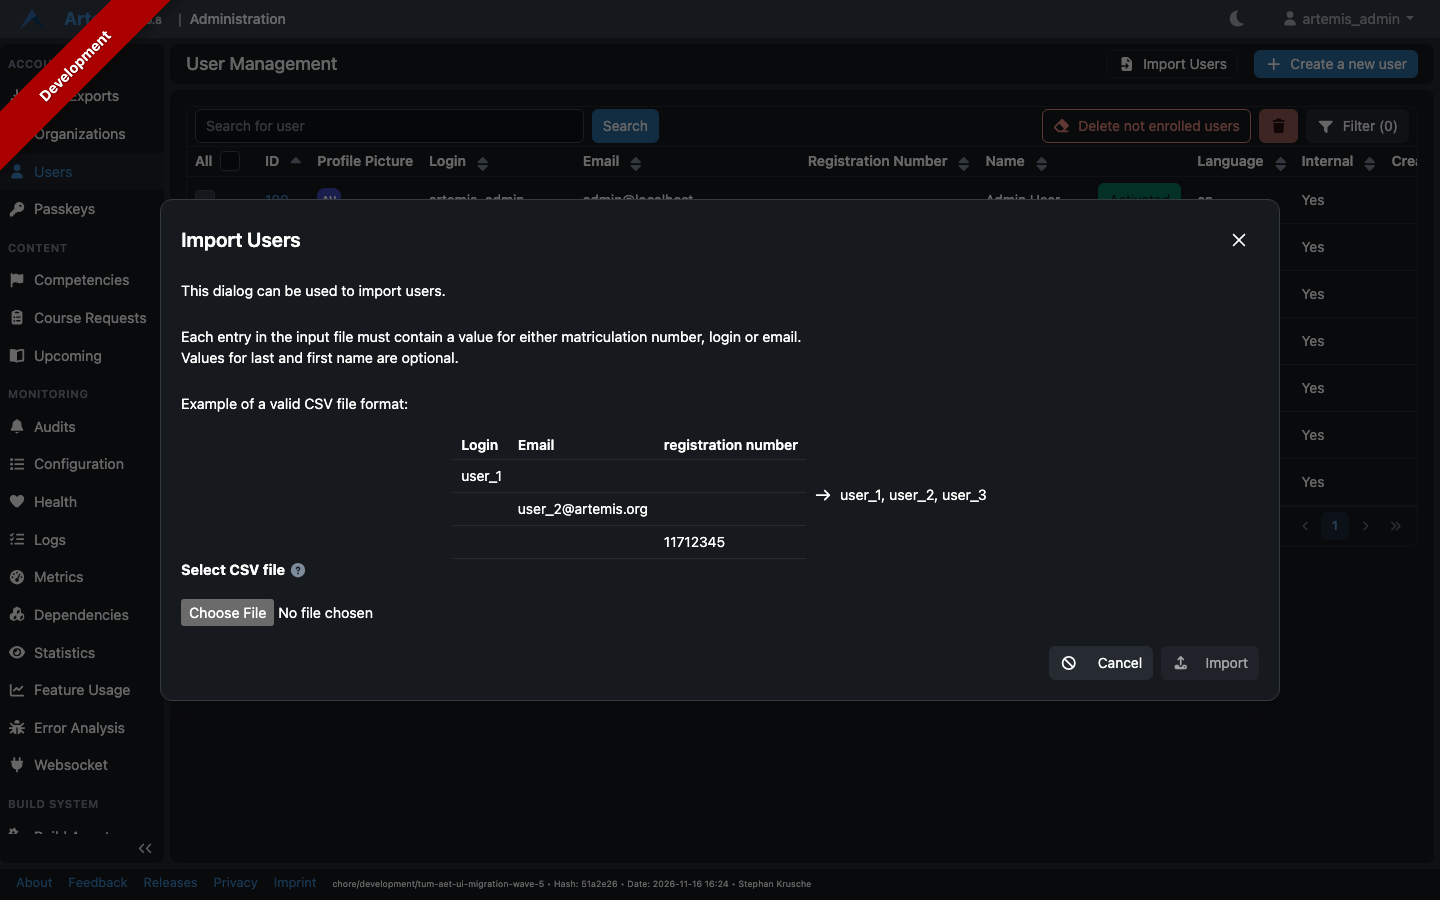 Development
Administration
artemis_admin
User Management
Import Users
Create a new user
Organizations
Users
Passkeys
CONTENT
Competencies
Course Requests
Upcoming
MONITORING
Audits
Configuration
Health
Logs
Metrics
Dependencies
Statistics
Feature Usage
Error Analysis
Websocket
BUILD SYSTEM
Search for user
Search
Delete not enrolled users
Filter (0)
All ID Profile Picture Login Email Registration Number Name Language Internal
Yes
Yes
Yes
Yes
Yes
Yes
Yes
1
Import Users
This dialog can be used to import users.
Each entry in the input file must contain a value for either matriculation number, login or email.
Values for last and first name are optional.
Example of a valid CSV file format:
Login Email registration number
user_1
user_2@artemis.org
11712345
→ user_1, user_2, user_3
Select CSV file ?
Choose File No file chosen
Cancel
Import
About Feedback Releases Privacy Imprint
chore/development/tum-aet-ui-migration-wave-5 • Hash: 51a2e26 • Date: 2026-11-16 16:24 • Stephan Krusche